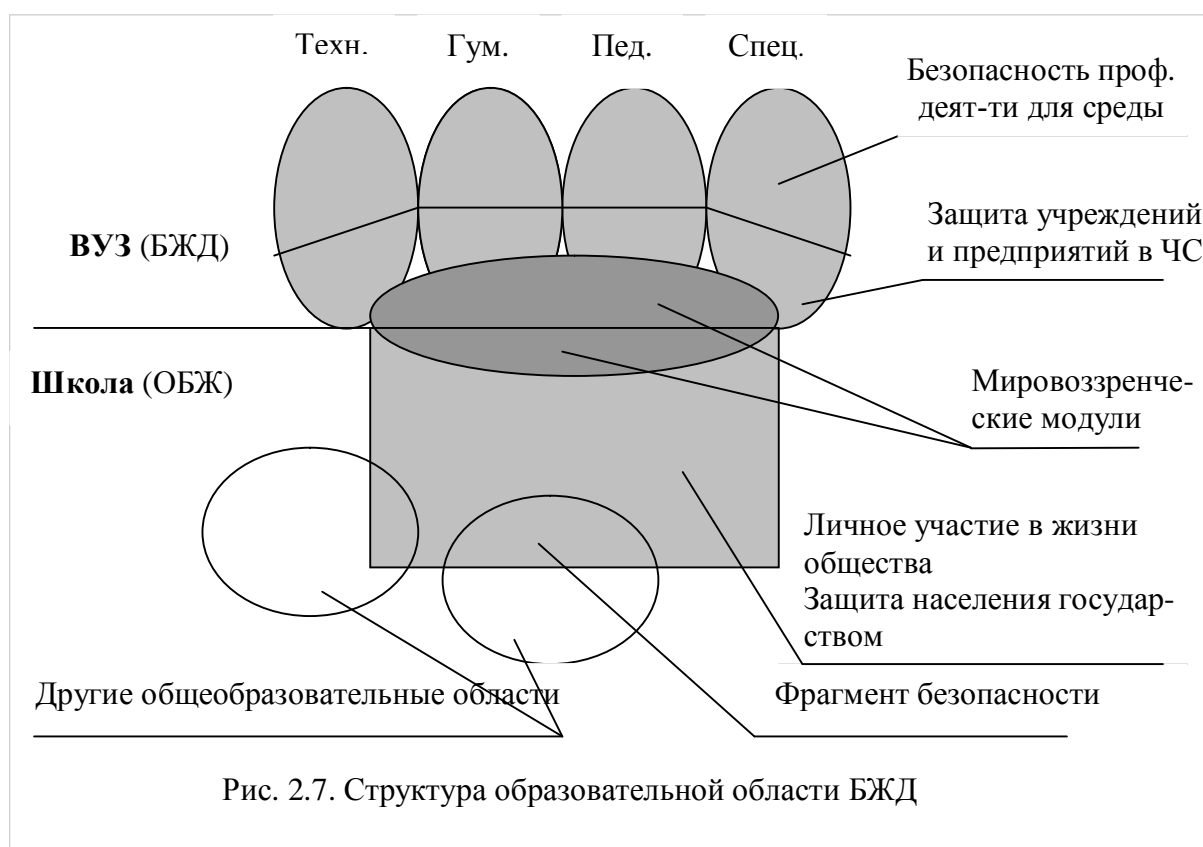 Техн. Гум. Пед. Спец.
Безопасность проф.
деят-ти для среды
Защита учреждений
и предприятий в ЧС
ВУЗ (БЖД)
Школа (ОБЖ)
Мировоззренче-
ские модули
Личное участие в жизни
общества
Защита населения государ-
ством
Другие общеобразовательные области
Фрагмент безопасности
Рис. 2.7. Структура образовательной области БЖД